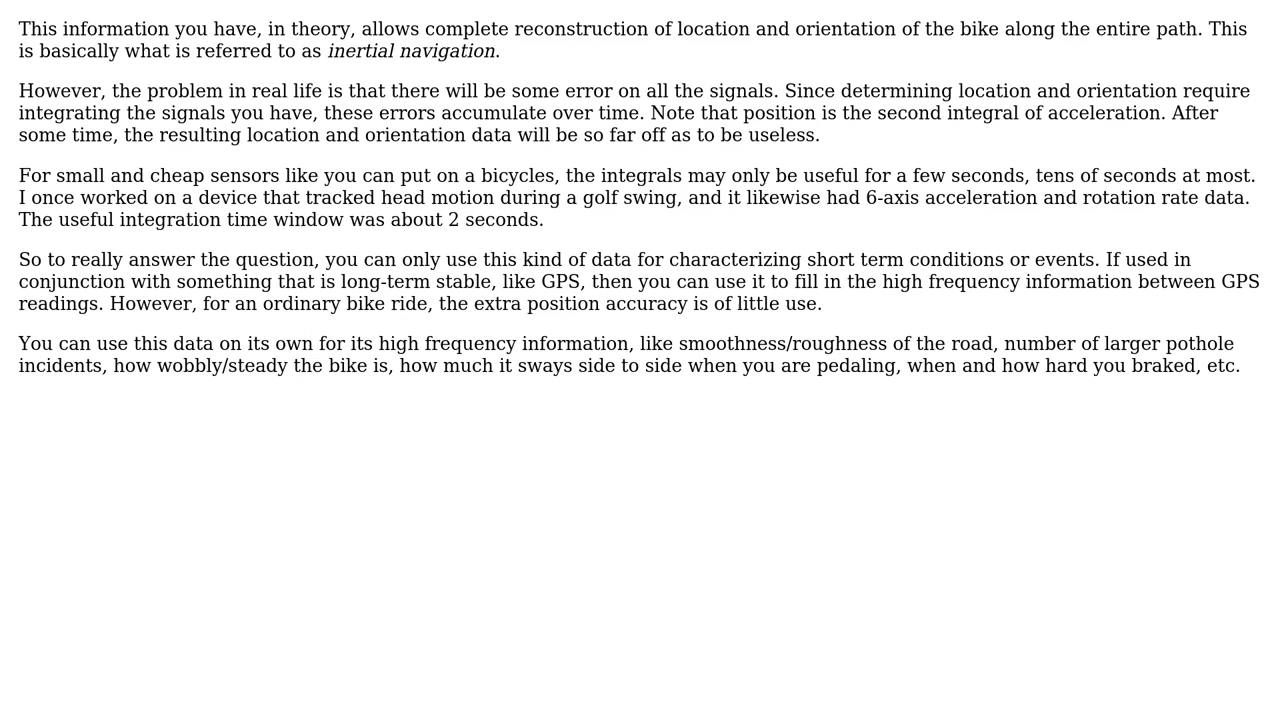 This information you have, in theory, allows complete reconstruction of location and orientation of the bike along the entire path. This
is basically what is referred to as inertial navigation.
However, the problem in real life is that there will be some error on all the signals. Since determining location and orientation require
integrating the signals you have, these errors accumulate over time. Note that position is the second integral of acceleration. After
some time, the resulting location and orientation data will be so far off as to be useless.
For small and cheap sensors like you can put on a bicycles, the integrals may only be useful for a few seconds, tens of seconds at most.
I once worked on a device that tracked head motion during a golf swing, and it likewise had 6-axis acceleration and rotation rate data.
The useful integration time window was about 2 seconds.
So to really answer the question, you can only use this kind of data for characterizing short term conditions or events. If used in
conjunction with something that is long-term stable, like GPS, then you can use it to fill in the high frequency information between GPS
readings. However, for an ordinary bike ride, the extra position accuracy is of little use.
You can use this data on its own for its high frequency information, like smoothness/roughness of the road, number of larger pothole
incidents, how wobbly/steady the bike is, how much it sways side to side when you are pedaling, when and how hard you braked, etc.